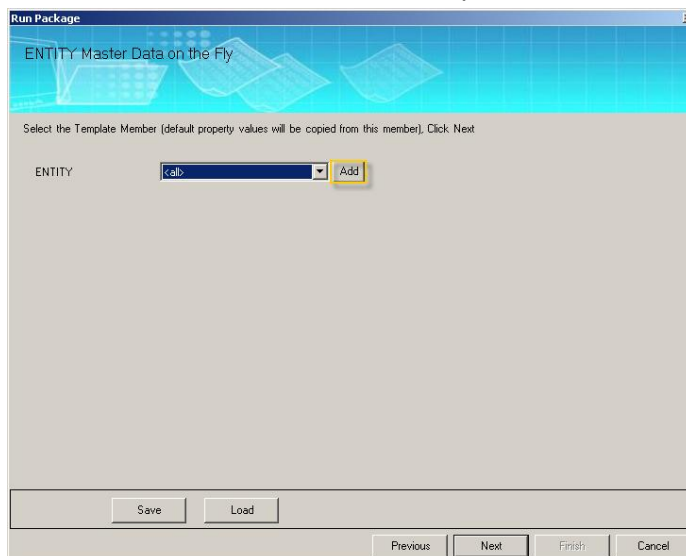 Run Package
ENTITY Master Data on the Fly
Select the Template Member (default property values will be copied from this member), Click Next
ENTITY <all> Add
Save Load
Previous Next Finish Cancel